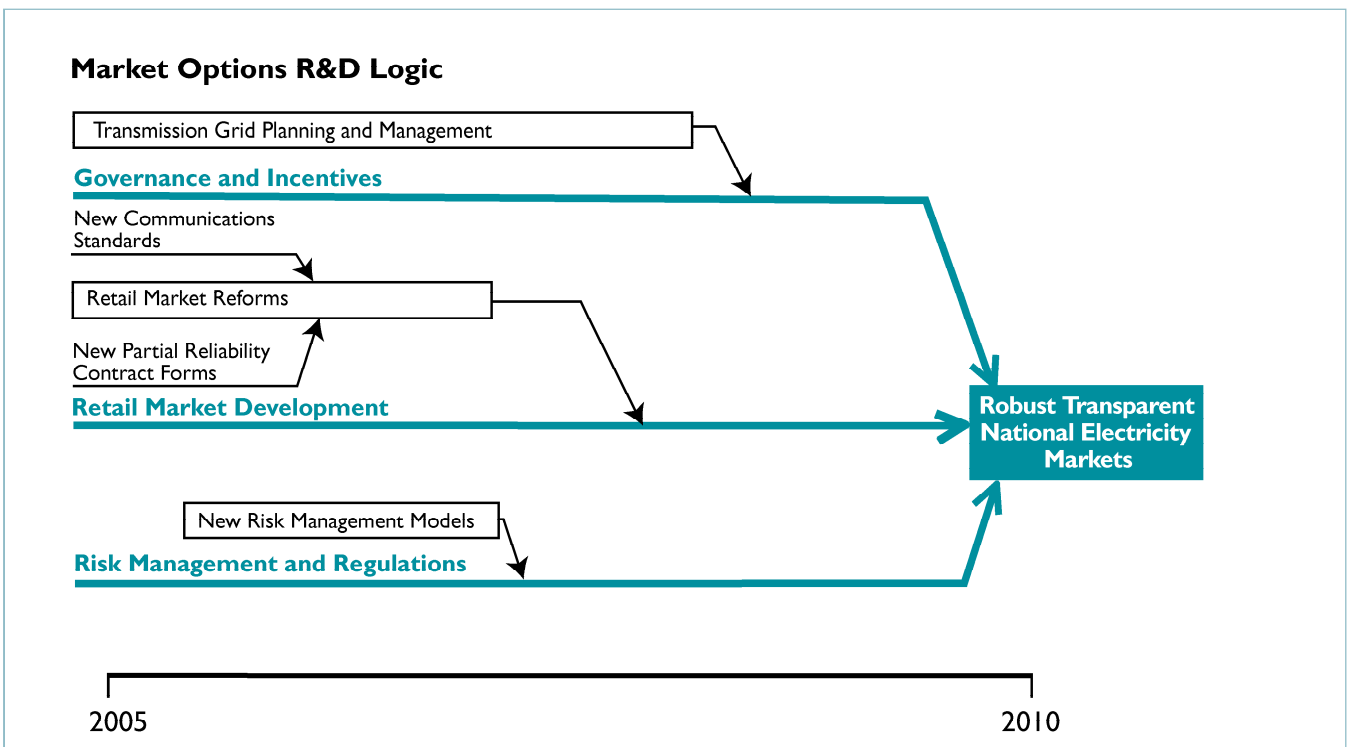 Market Options R&D Logic
Transmission Grid Planning and Management
Governance and Incentives
New Communications
Standards
Retail Market Reforms
New Partial Reliability
Contract Forms
Retail Market Development
Robust Transparent
National Electricity
Markets
New Risk Management Models
Risk Management and Regulations
2005
2010